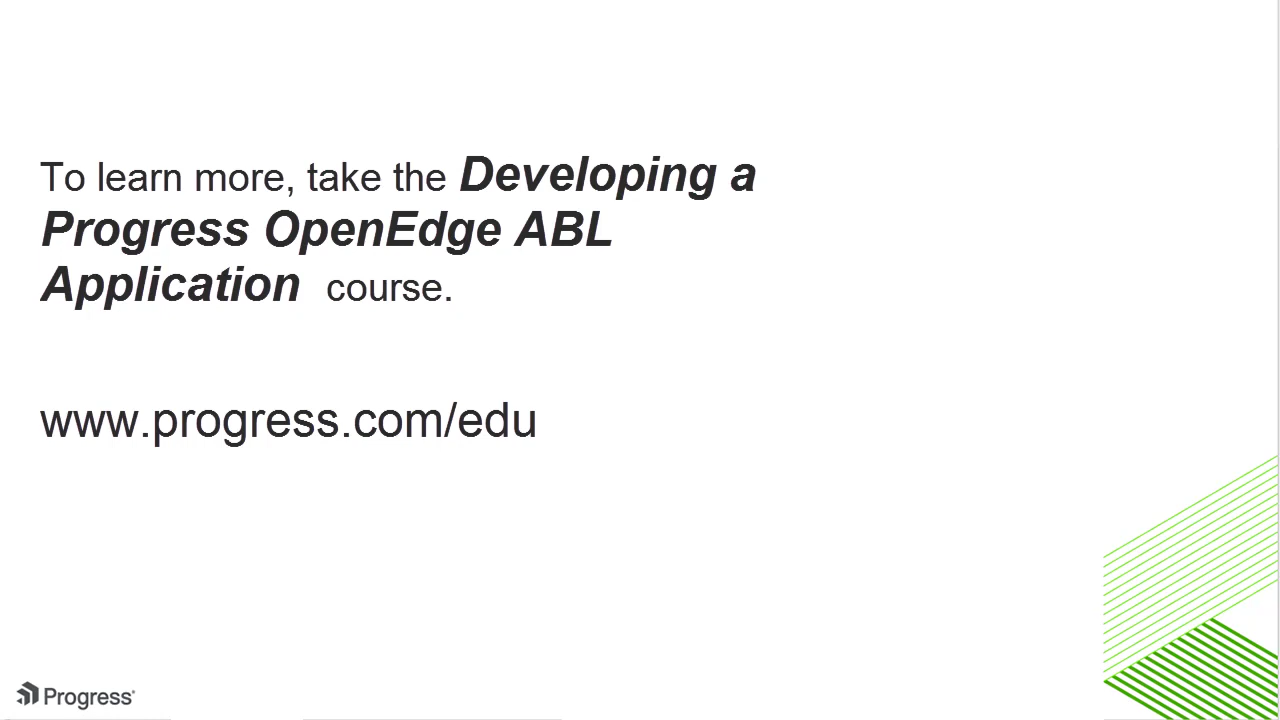 To learn more, take the Developing a
Progress OpenEdge ABL
Application course.
www.progress.com/edu
Progress